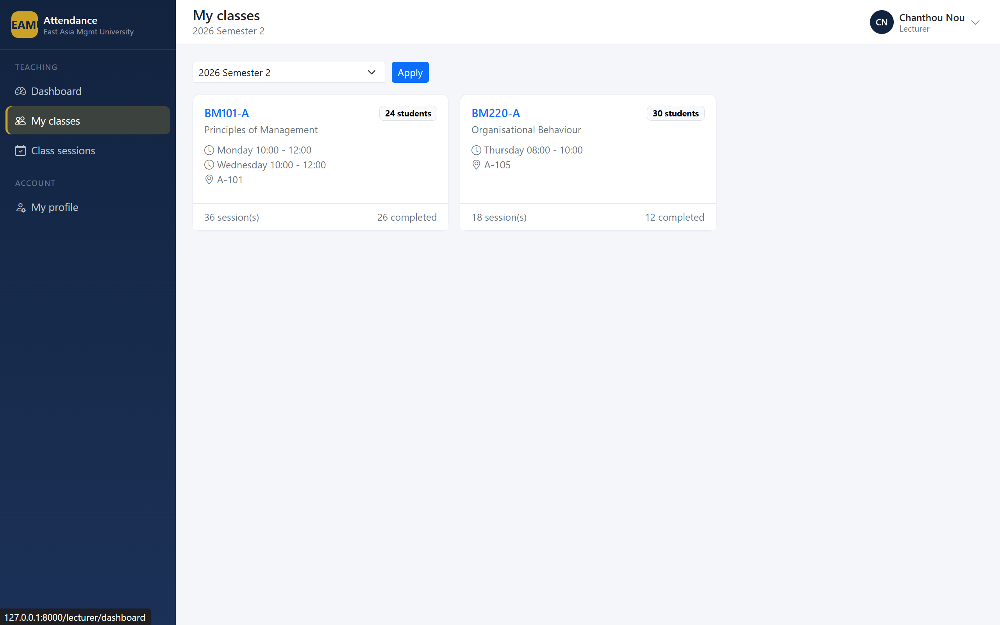 EAMU
Attendance
East Asia Mgmt University
TEACHING
Dashboard
My classes
Class sessions
ACCOUNT
My profile
127.0.0.1:8000/lecturer/dashboard
My classes
2026 Semester 2
CN
Chanthou Nou
Lecturer
2026 Semester 2
Apply
BM101-A
24 students
Principles of Management
Monday 10:00 - 12:00
Wednesday 10:00 - 12:00
A-101
36 session(s)
26 completed
BM220-A
30 students
Organisational Behaviour
Thursday 08:00 - 10:00
A-105
18 session(s)
12 completed